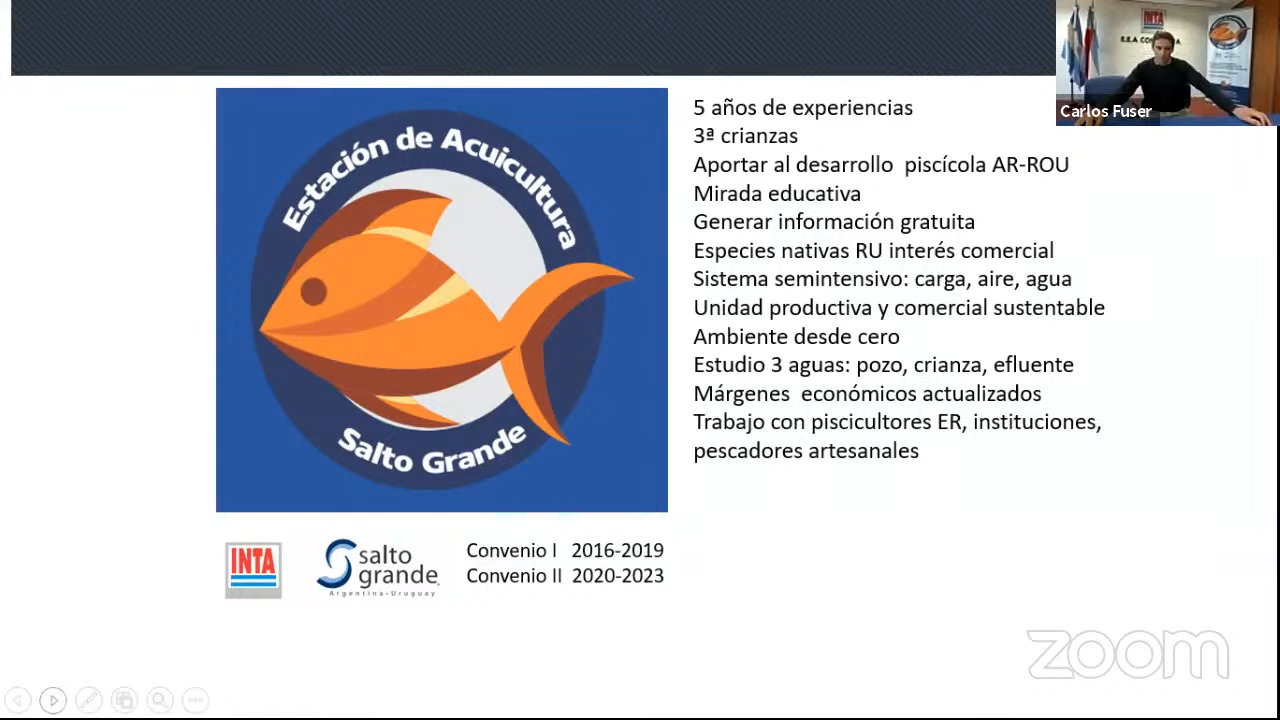 INTA
E.E.A CO
Carlos Fuser
Estación de Acuicultura
Salto Grande
5 años de experiencias
3ª crianzas
Aportar al desarrollo piscícola AR-ROU
Mirada educativa
Generar información gratuita
Especies nativas RU interés comercial
Sistema semintensivo: carga, aire, agua
Unidad productiva y comercial sustentable
Ambiente desde cero
Estudio 3 aguas: pozo, crianza, efluente
Márgenes económicos actualizados
Trabajo con piscicultores ER, instituciones,
pescadores artesanales
INTA
salto
grande
Argentina-Uruguay
Convenio I 2016-2019
Convenio II 2020-2023
zoom